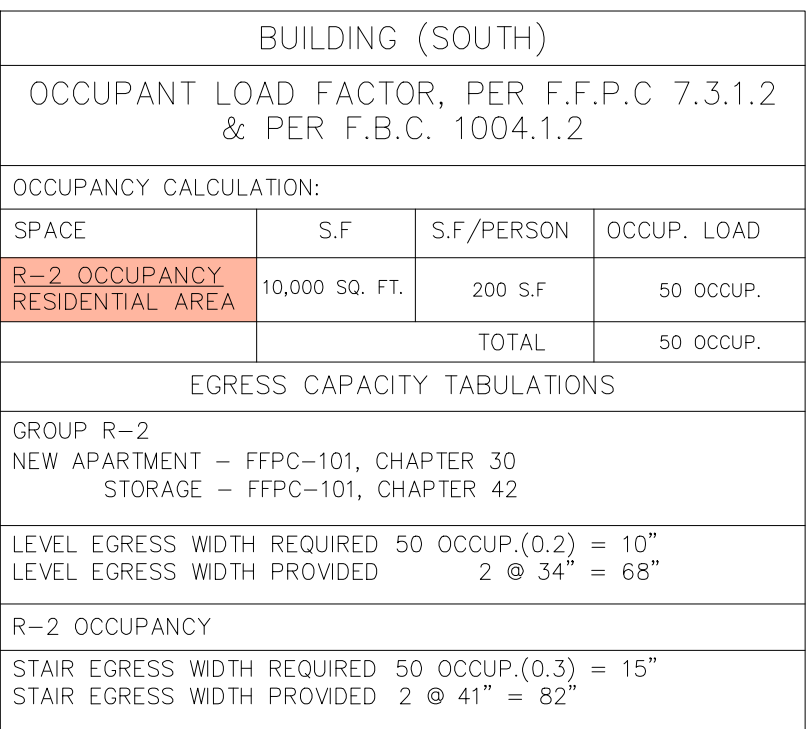 BUILDING (SOUTH)
OCCUPANT LOAD FACTOR, PER F.F.P.C 7.3.1.2
& PER F.B.C. 1004.1.2
OCCUPANCY CALCULATION:
SPACE S.F S.F/PERSON OCCUP. LOAD
R-2 OCCUPANCY
RESIDENTIAL AREA 10,000 SQ. FT. 200 S.F 50 OCCUP.
TOTAL 50 OCCUP.
EGRESS CAPACITY TABULATIONS
GROUP R-2
NEW APARTMENT - FFPC-101, CHAPTER 30
STORAGE - FFPC-101, CHAPTER 42
LEVEL EGRESS WIDTH REQUIRED 50 OCCUP.(0.2) = 10"
LEVEL EGRESS WIDTH PROVIDED 2 @ 34" = 68"
R-2 OCCUPANCY
STAIR EGRESS WIDTH REQUIRED 50 OCCUP.(0.3) = 15"
STAIR EGRESS WIDTH PROVIDED 2 @ 41" = 82"